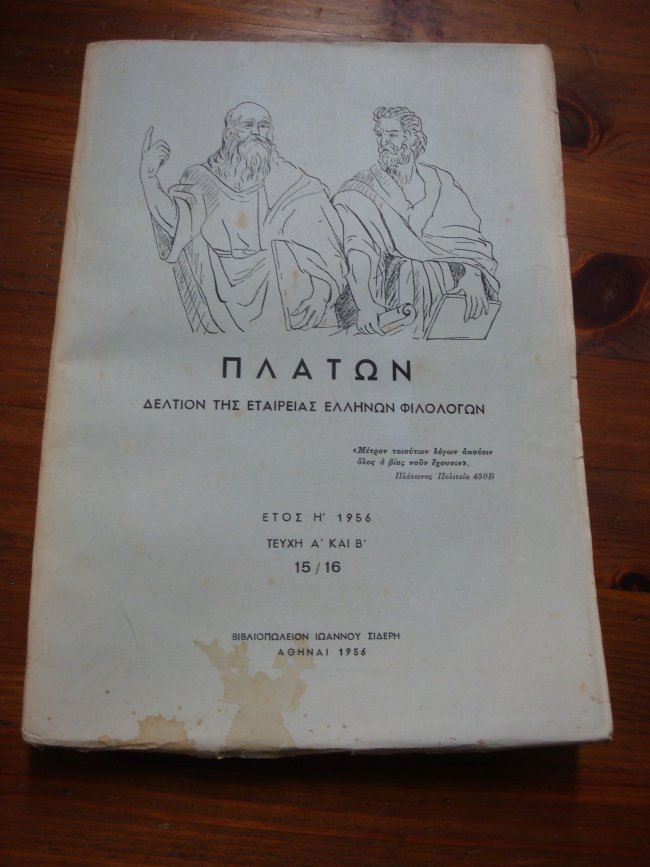 ΠΛΑΤΩΝ
ΔΕΛΤΙΟΝ ΤΗΣ ΕΤΑΙΡΕΙΑΣ ΕΛΛΗΝΩΝ ΦΙΛΟΛΟΓΩΝ
«Μέτρον τοιούτων λόγων ἀκούειν
ὅλος ὁ βίος νοῦν ἔχουσιν».
Πλάτωνος Πολιτεία 450B
ΕΤΟΣ Η' 1956
ΤΕΥΧΗ Α' ΚΑΙ Β'
15 / 16
ΒΙΒΛΙΟΠΩΛΕΙΟΝ ΙΩΑΝΝΟΥ ΣΙΔΕΡΗ
ΑΘΗΝΑΙ 1956